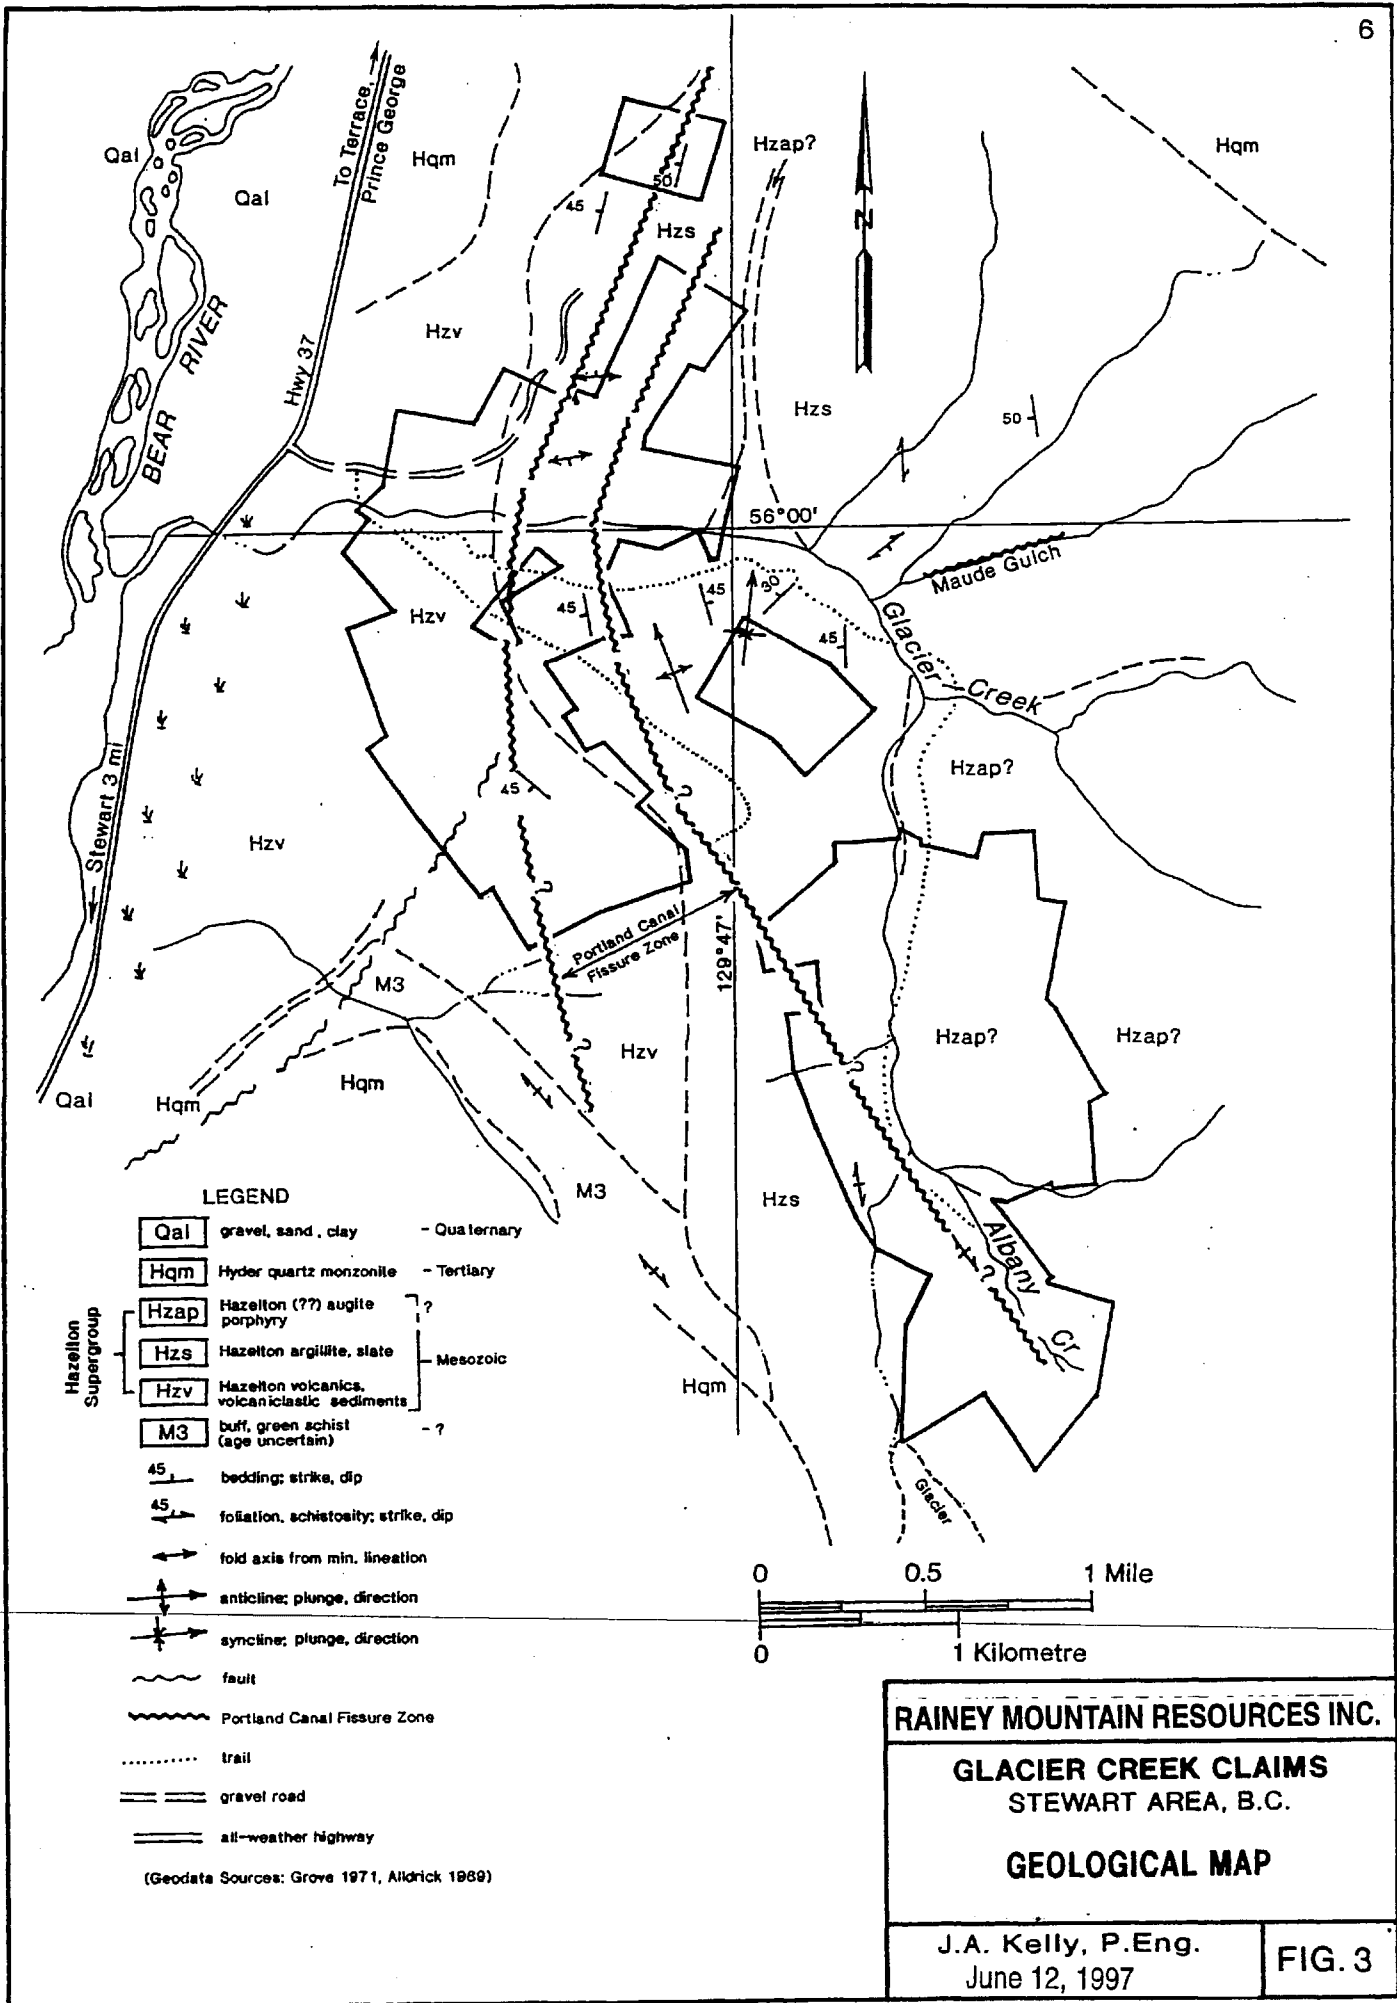 6
To Terrace,
Prince George
Qal
Qal
Hqm
Hzap?
Hqm
50
45
Hzs
BEAR RIVER
Hwy 37
Hzv
Hzs
50
56°00'
Maude Gulch
Hzv
45
45
30
45
Glacier Creek
Hzap?
Stewart 3 mi
45
?
Hzv
?
Portland Canal
Fissure Zone
129°47'
M3
Hzap?
Hzap?
?
Hzv
?
Hqm
Qal
Hqm
M3
Hzs
Albany Cr
?
Hqm
Glacier
LEGEND
Qal gravel, sand, clay - Quaternary
Hqm Hyder quartz monzonite - Tertiary
Hazelton
Supergroup
Hzap Hazelton (??) augite
porphyry
?
Hzs Hazelton argillite, slate
- Mesozoic
Hzv Hazelton volcanics,
volcaniclastic sediments
M3 buff, green schist
(age uncertain)
- ?
45 bedding; strike, dip
45 foliation, schistosity; strike, dip
fold axis from min. lineation
anticline; plunge, direction
syncline; plunge, direction
fault
Portland Canal Fissure Zone
trail
gravel road
all-weather highway
(Geodata Sources: Grove 1971, Alldrick 1989)
N
0 0.5 1 Mile
0 1 Kilometre
RAINEY MOUNTAIN RESOURCES INC.
GLACIER CREEK CLAIMS
STEWART AREA, B.C.
GEOLOGICAL MAP
J.A. Kelly, P.Eng.
June 12, 1997
FIG. 3